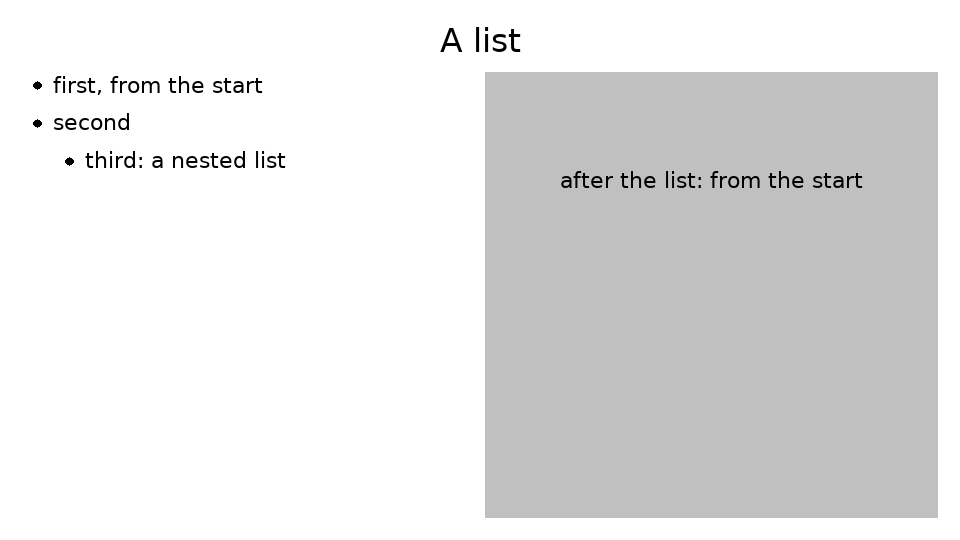 A list
• first, from the start
• second
• third: a nested list
after the list: from the start